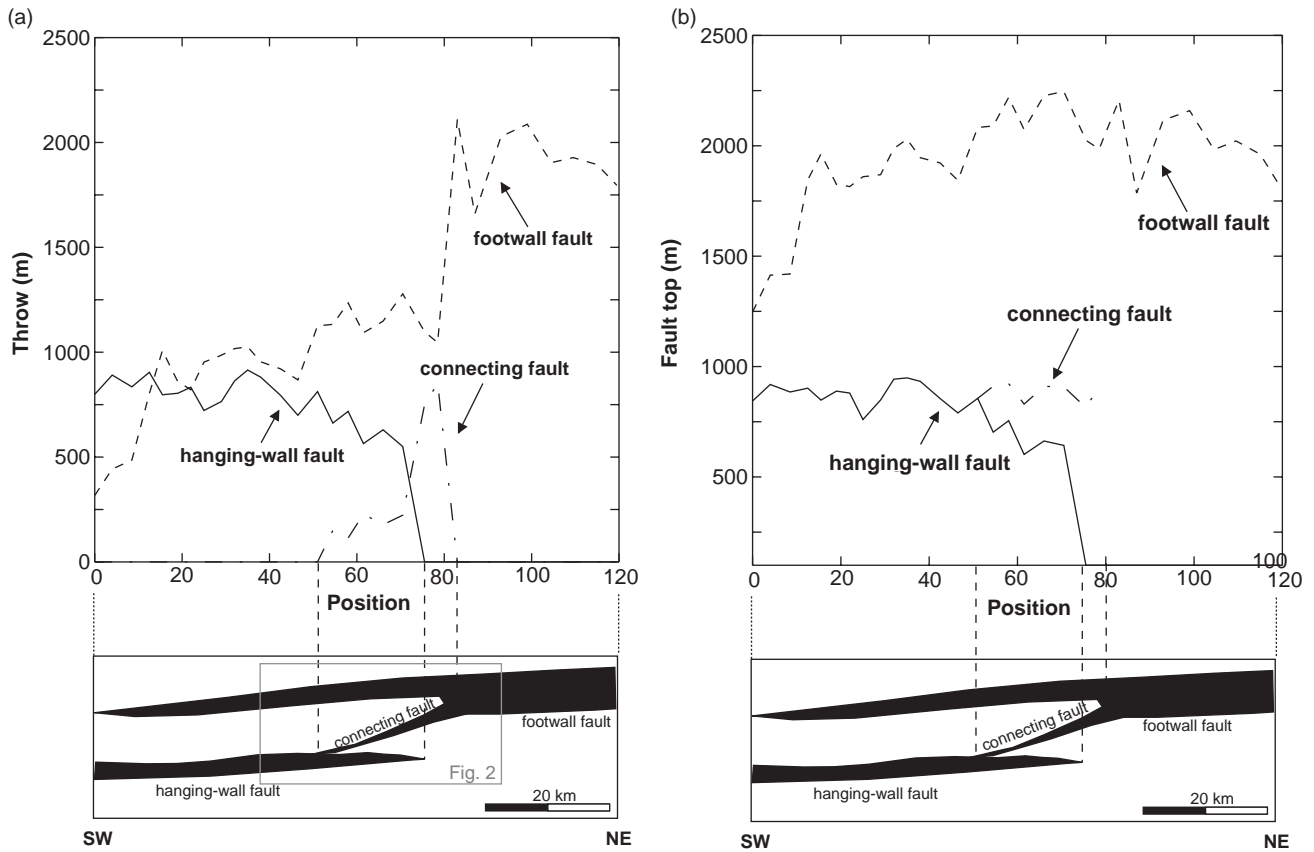 (a)
2500
2000
1500
1000
500
0
Throw (m)
footwall fault
connecting fault
hanging-wall fault
0 20 40 60 80 100 120
Position
connecting fault
footwall fault
Fig. 2
hanging-wall fault
20 km
SW NE
(b)
2500
2000
1500
1000
500
Fault top (m)
footwall fault
connecting fault
hanging-wall fault
100
0 20 40 60 80 100 120
Position
connecting fault
footwall fault
hanging-wall fault
20 km
SW NE